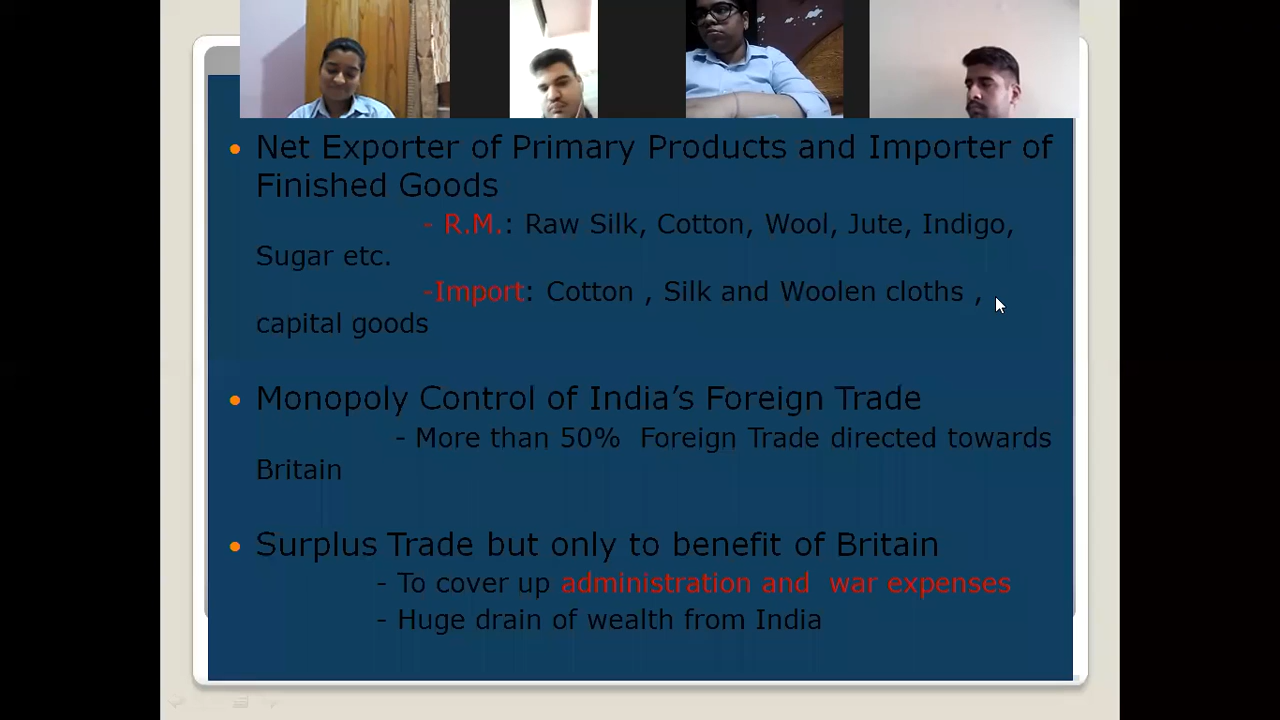 Net Exporter of Primary Products and Importer of
Finished Goods
- R.M.: Raw Silk, Cotton, Wool, Jute, Indigo,
Sugar etc.
-Import: Cotton , Silk and Woolen cloths ,
capital goods
Monopoly Control of India’s Foreign Trade
- More than 50%  Foreign Trade directed towards
Britain
Surplus Trade but only to benefit of Britain
- To cover up administration and  war expenses
- Huge drain of wealth from India